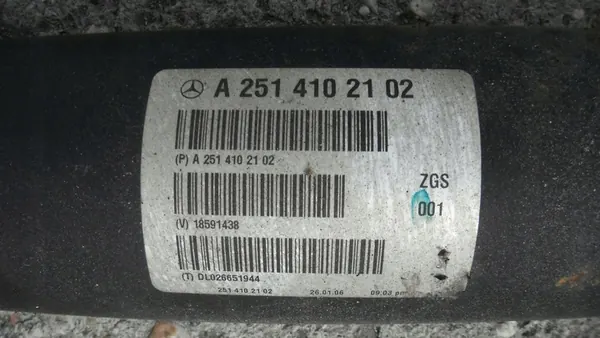 A 251 410 21 02
(P) A 251 410 21 02
ZGS
001
(V) 18591438
(T) DL026651944
251 410 21 02 26.01.06 09:03 pm